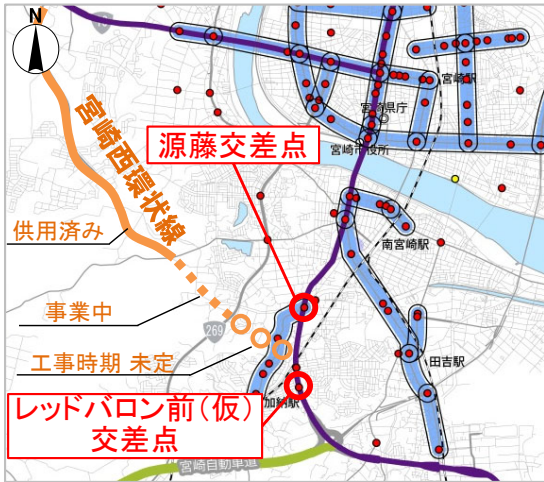 N
宮崎駅
宮崎県庁
宮崎市役所
宮崎西環状線
源藤交差点
供用済み
南宮崎駅
事業中
269
工事時期 未定
田吉駅
レッドバロン前(仮)
交差点
加納駅
宮崎自動車道